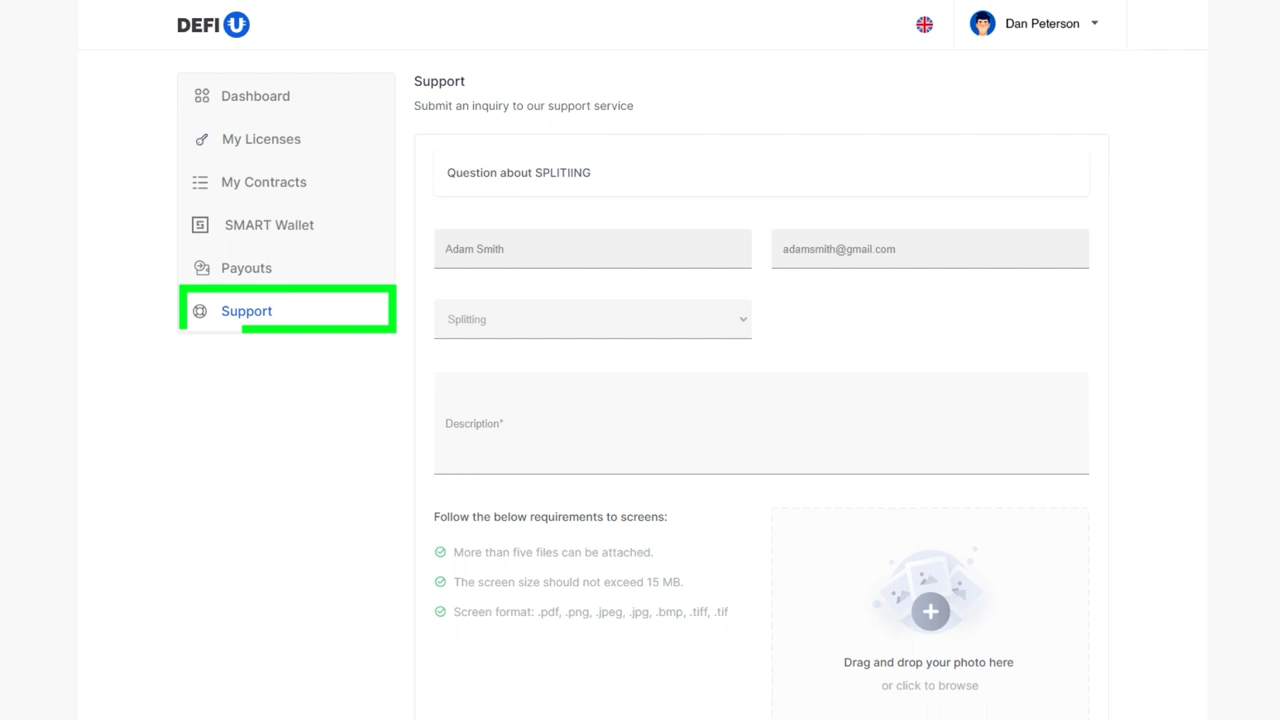 DEFI U
Dan Peterson
Dashboard
My Licenses
My Contracts
SMART Wallet
Payouts
Support
Support
Submit an inquiry to our support service
Question about SPLITIING
Adam Smith
adamsmith@gmail.com
Splitting
Description*
Follow the below requirements to screens:
More than five files can be attached.
The screen size should not exceed 15 MB.
Screen format: .pdf, .png, .jpeg, .jpg, .bmp, .tiff, .tif
Drag and drop your photo here
or click to browse